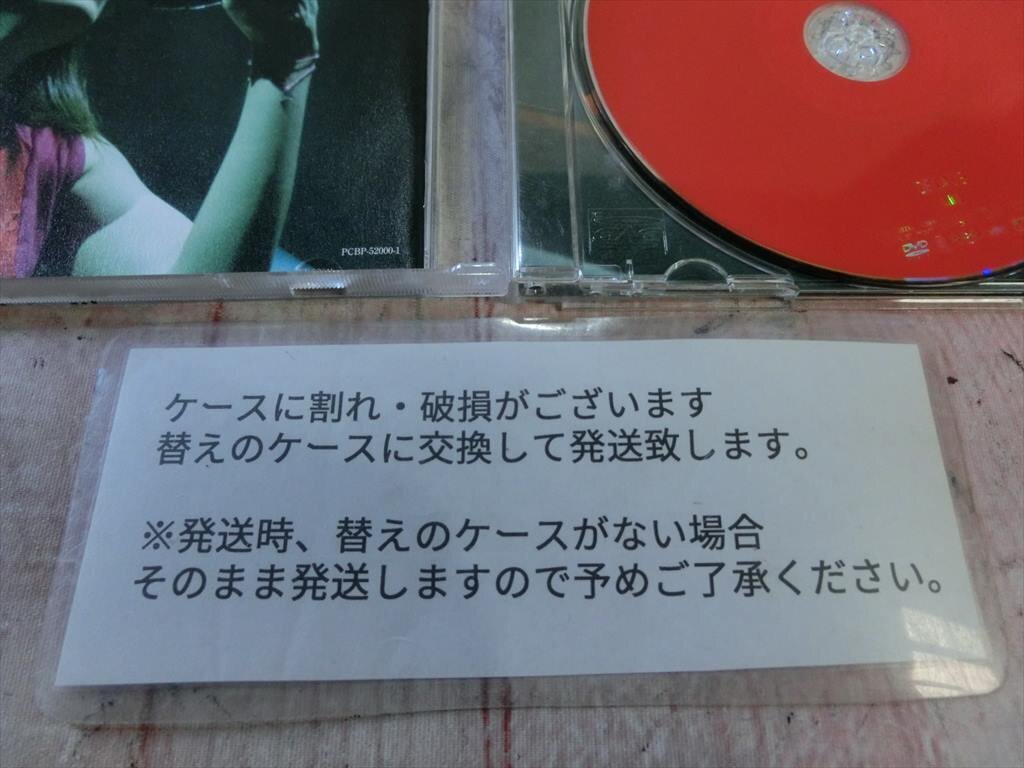 PCBP-52000-1
DVD
ケースに割れ・破損がございます
替えのケースに交換して発送致します。
※発送時、替えのケースがない場合
そのまま発送しますので予めご了承ください。